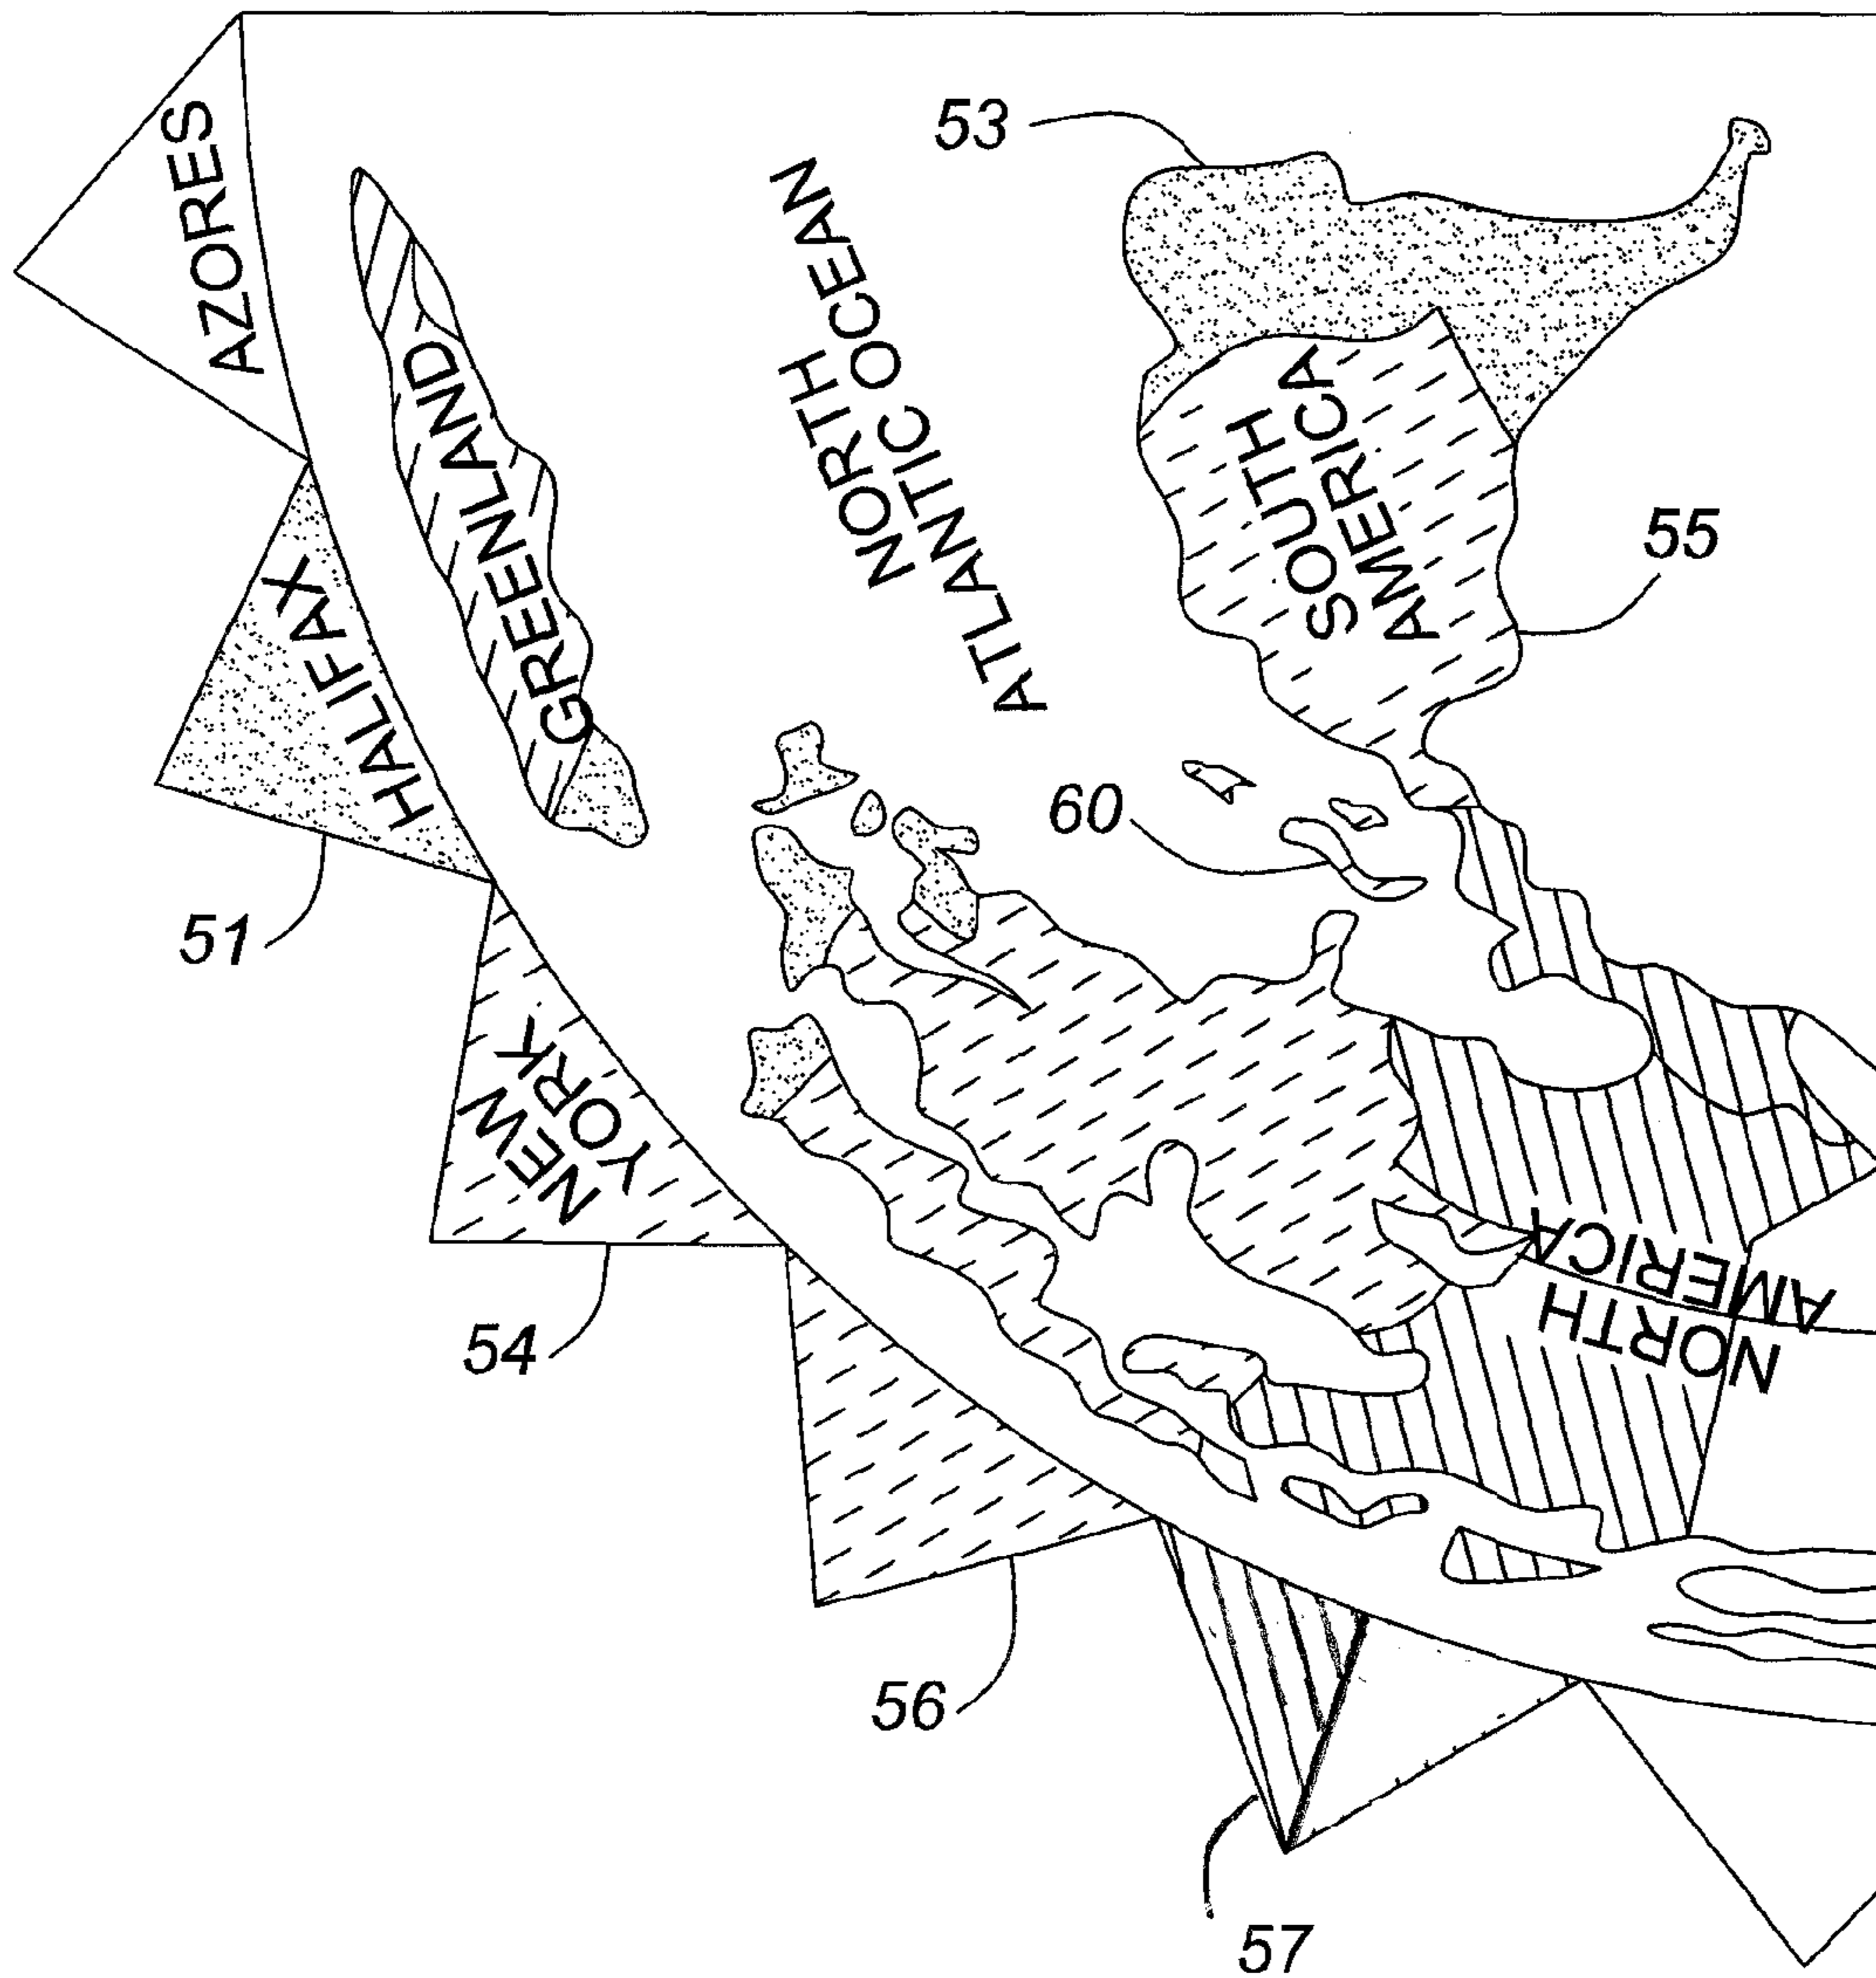 AZORES
53
NORTH
ATLANTIC OCEAN
GREENLAND
SOUTH
AMERICA
55
HALIFAX
60
51
NEW
YORK
NORTH
AMERICA
54
56
57